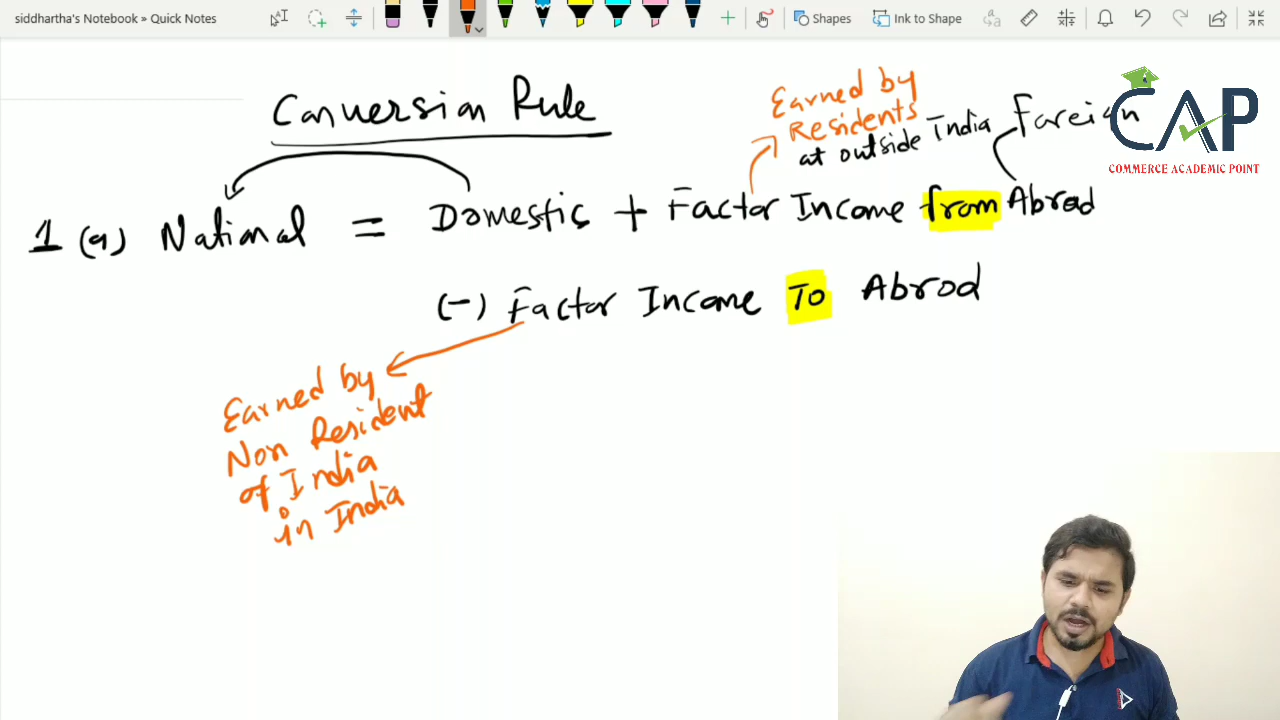 siddhartha's Notebook » Quick Notes
Shapes
Ink to Shape
Conversion Rule
Earned by
Residents
at outside India
Foreign
CAP
COMMERCE ACADEMIC POINT
1 (a) National = Domestic + Factor Income from Abroad
(-) Factor Income To Abrod
Earned by
Non Resident
of India
in India